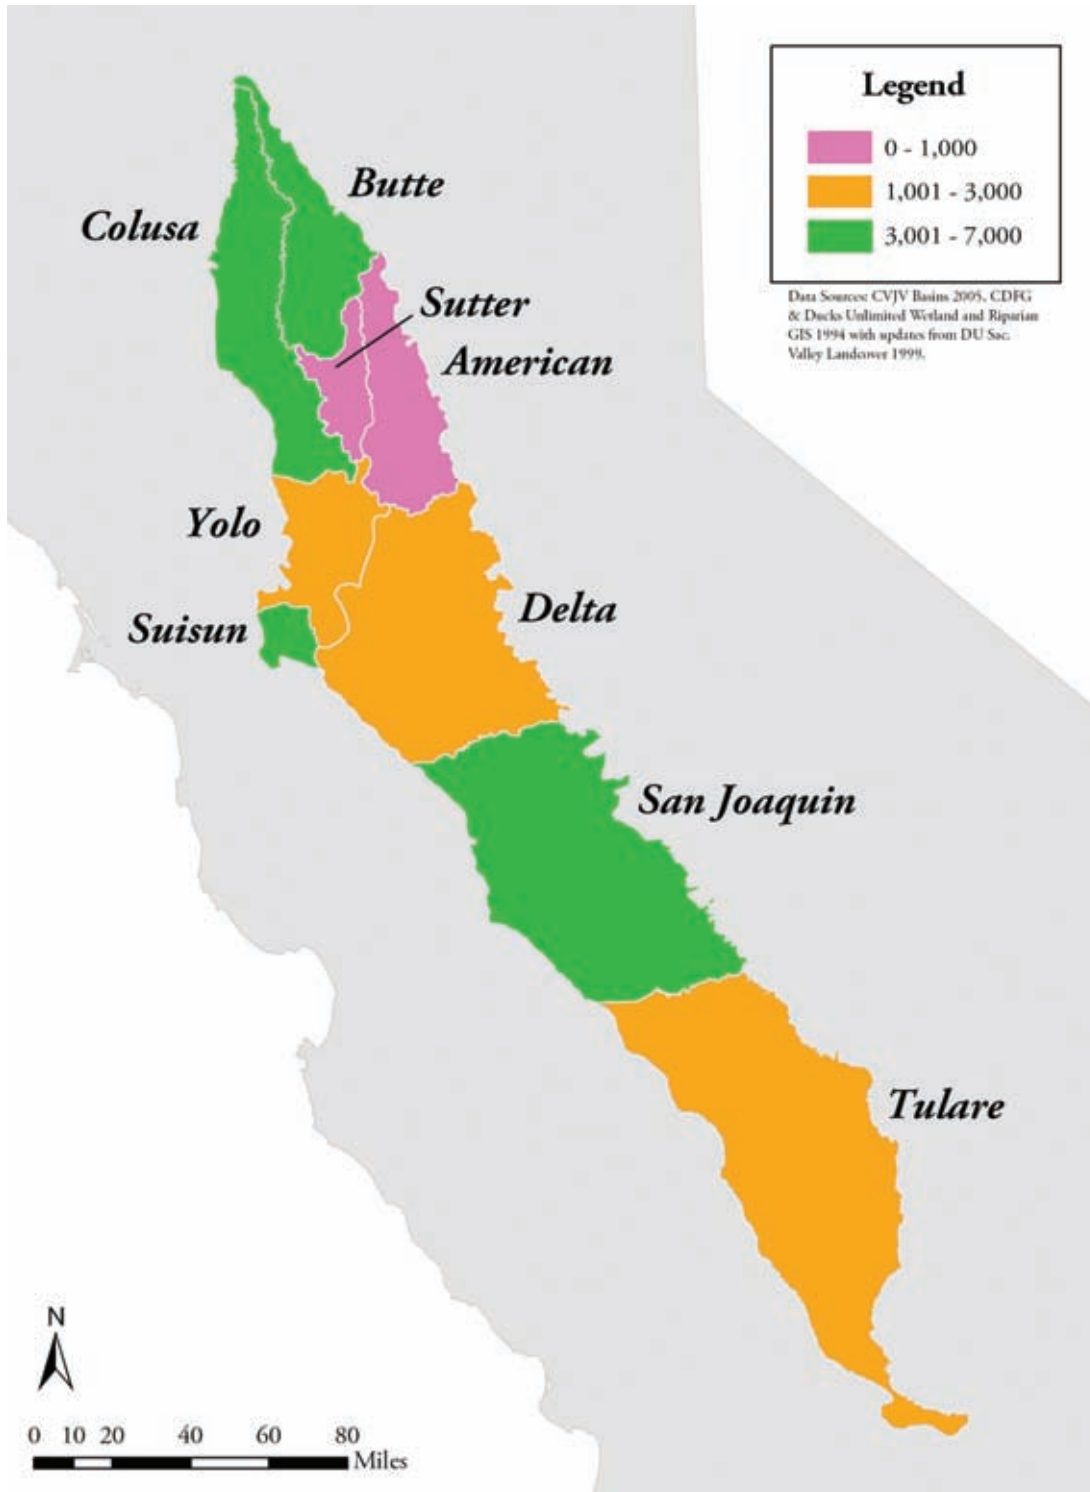 Legend
0 - 1,000
1,001 - 3,000
3,001 - 7,000
Data Sources: CVJV Basins 2005, CDFG
& Ducks Unlimited Wetland and Riparian
GIS 1994 with updates from DU Sac.
Valley Landcover 1999.
Butte
Colusa
Sutter
American
Yolo
Delta
Suisun
San Joaquin
Tulare
N
0 10 20 40 60 80
Miles